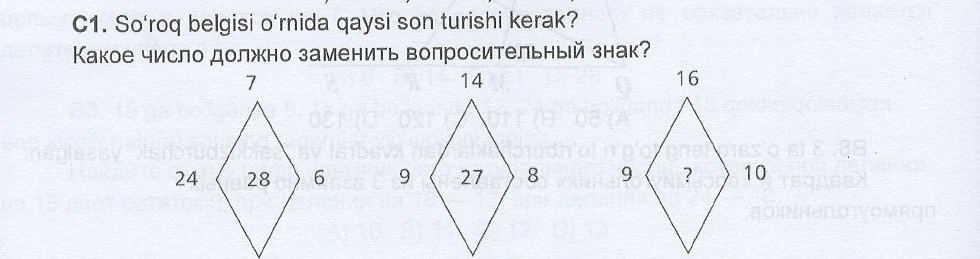 C1. So‘roq belgisi o‘rnida qaysi son turishi kerak?
Какое число должно заменить вопросительный знак?
7 14 16
24 28 6 9 27 8 9 ? 10